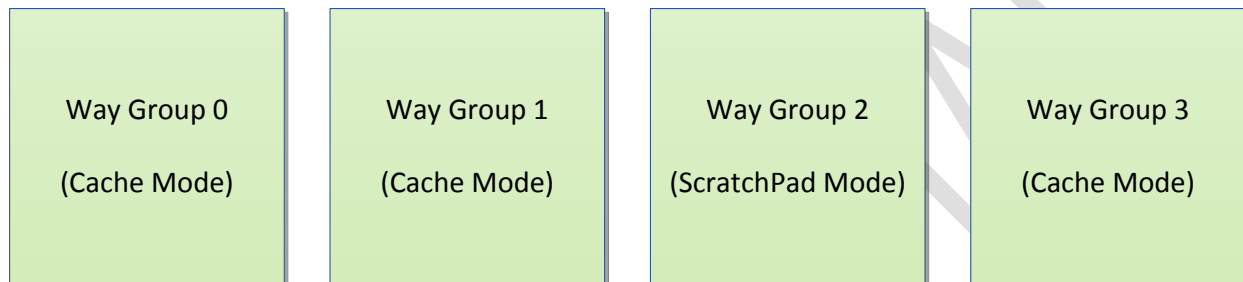 Way Group 0
(Cache Mode)
Way Group 1
(Cache Mode)
Way Group 2
(ScratchPad Mode)
Way Group 3
(Cache Mode)